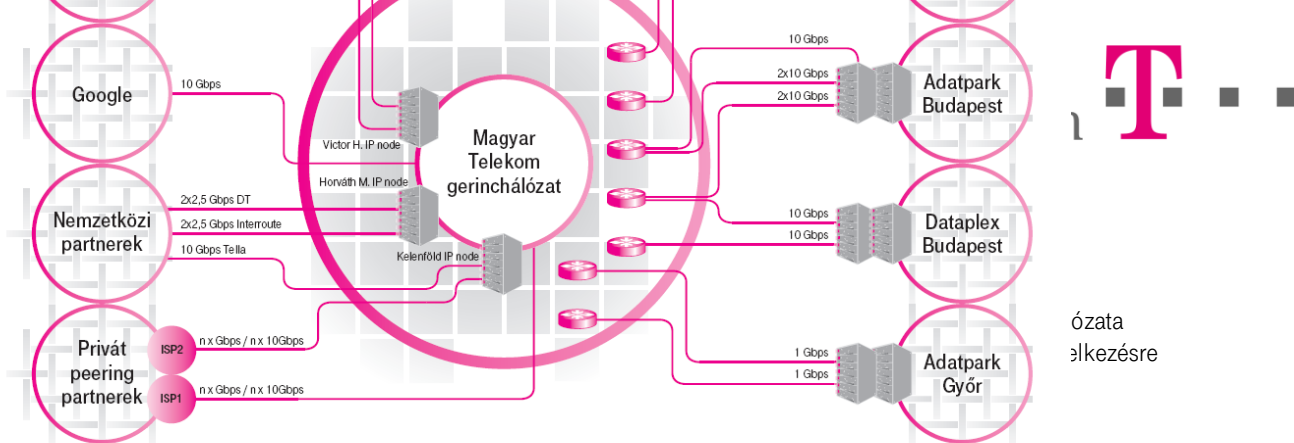 Google
10 Gbps
Nemzetközi
partnerek
2x2,5 Gbps DT
2x2,5 Gbps Interroute
10 Gbps Telia
Privát
peering
partnerek
ISP2
ISP1
n x Gbps / n x 10Gbps
n x Gbps / n x 10Gbps
Victor H. IP node
Horváth M. IP node
Kelenföld IP node
Magyar
Telekom
gerinchálózat
10 Gbps
2x10 Gbps
2x10 Gbps
Adatpark
Budapest
10 Gbps
10 Gbps
Dataplex
Budapest
1 Gbps
1 Gbps
Adatpark
Győr
T
ózata
elkezésre